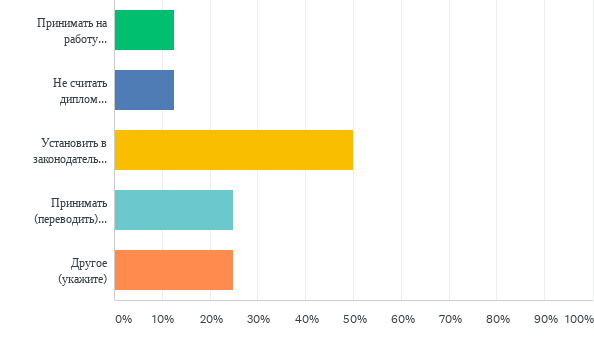 Принимать на
работу...
Не считать
диплом...
Установить в
законодатель...
Принимать
(переводить)...
Другое
(укажите)
0% 10% 20% 30% 40% 50% 60% 70% 80% 90% 100%